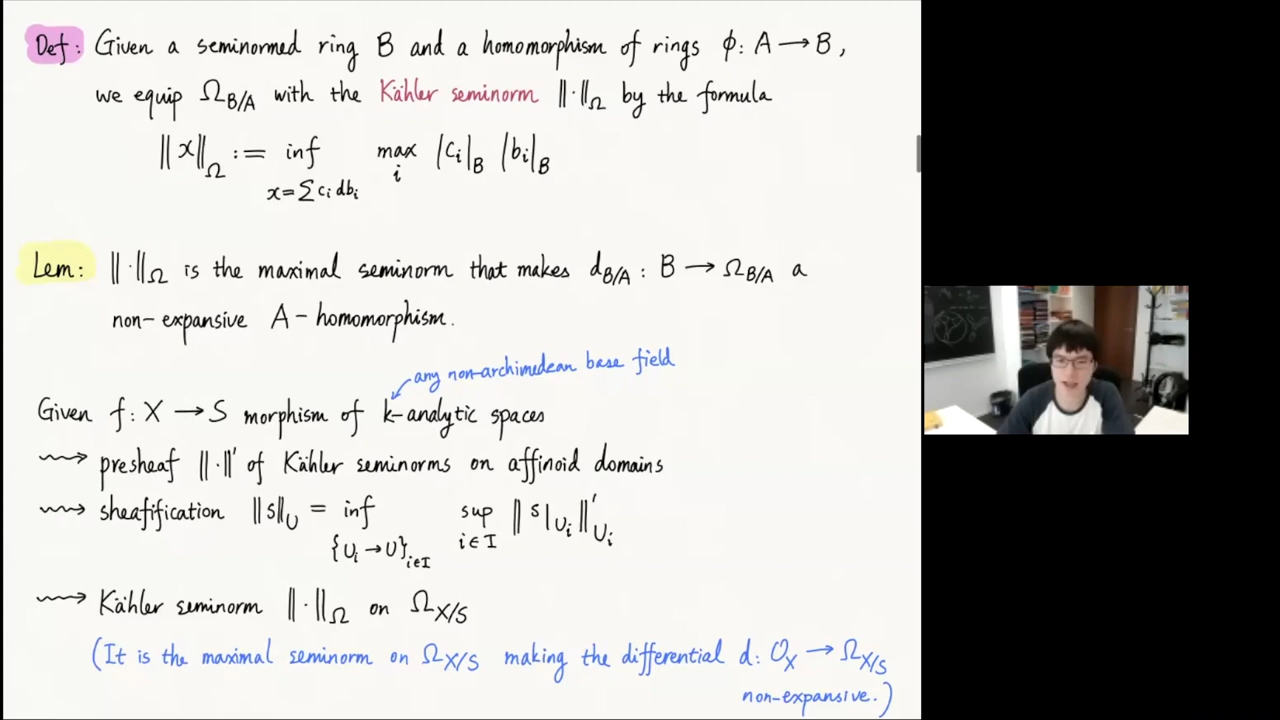 Def: Given a seminormed ring B and a homomorphism of rings ϕ: A → B,
we equip Ω_{B/A} with the Kähler seminorm ‖·‖_Ω by the formula
‖x‖_Ω := inf_{x=Σc_i db_i} max_i |c_i|_B |b_i|_B
Lem: ‖·‖_Ω is the maximal seminorm that makes d_{B/A} : B → Ω_{B/A} a
non-expansive A-homomorphism.
any non-archimedean base field
Given f: X → S morphism of k-analytic spaces
⇝ presheaf ‖·‖' of Kähler seminorms on affinoid domains
⇝ sheafification ‖s‖_U = inf_{{U_i→U}_{i∈I}} sup_{i∈I} ‖s|_{U_i}‖'_{U_i}
⇝ Kähler seminorm ‖·‖_Ω on Ω_{X/S}
(It is the maximal seminorm on Ω_{X/S} making the differential d: O_X → Ω_{X/S}
non-expansive.)